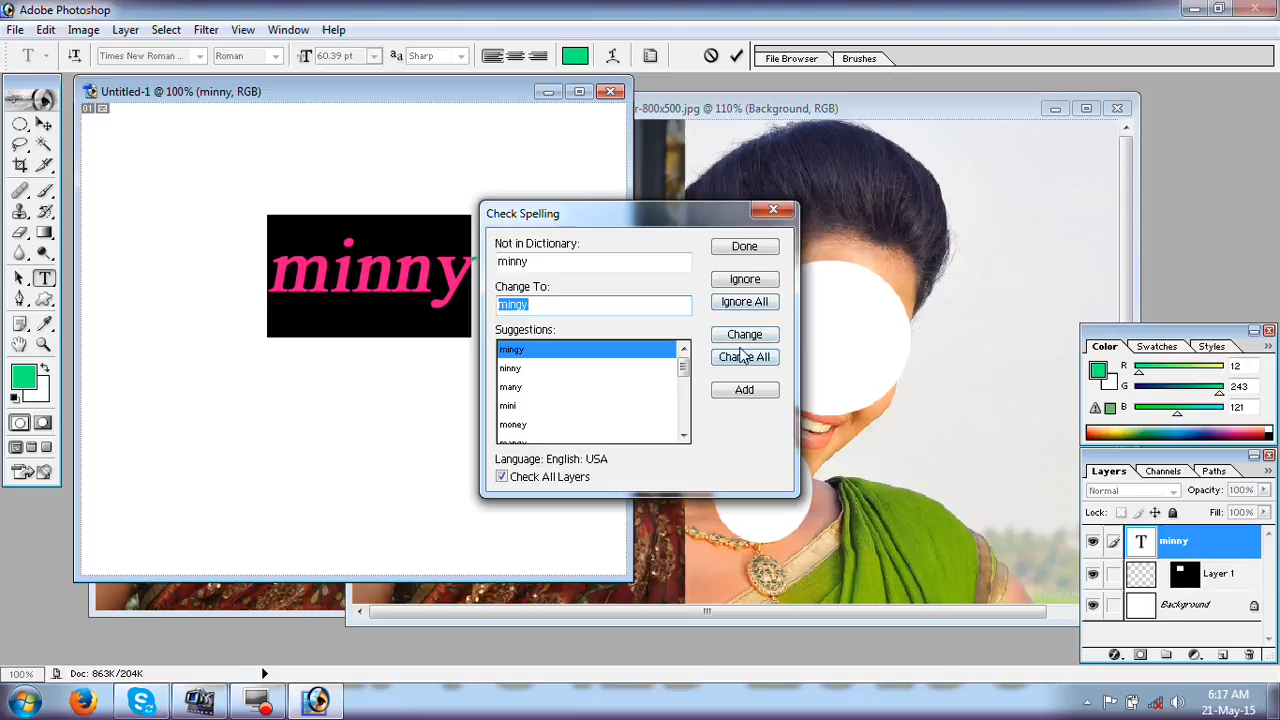 Adobe Photoshop
File Edit Image Layer Select Filter View Window Help
Times New Roman ... Roman 60.39 pt aa Sharp File Browser Brushes
Untitled-1 @ 100% (minny, RGB)
r-800x500.jpg @ 110% (Background, RGB)
01
minny
Check Spelling
Not in Dictionary:
minny
Change To:
mingy
Suggestions:
mingy
ninny
many
mini
money
Done
Ignore
Ignore All
Change
Change All
Add
Language: English: USA
Check All Layers
Color Swatches Styles
R 12
G 243
B 121
Layers Channels Paths
Normal Opacity: 100%
Lock: Fill: 100%
T minny
Layer 1
Background
100% Doc: 863K/204K
6:17 AM
21-May-15